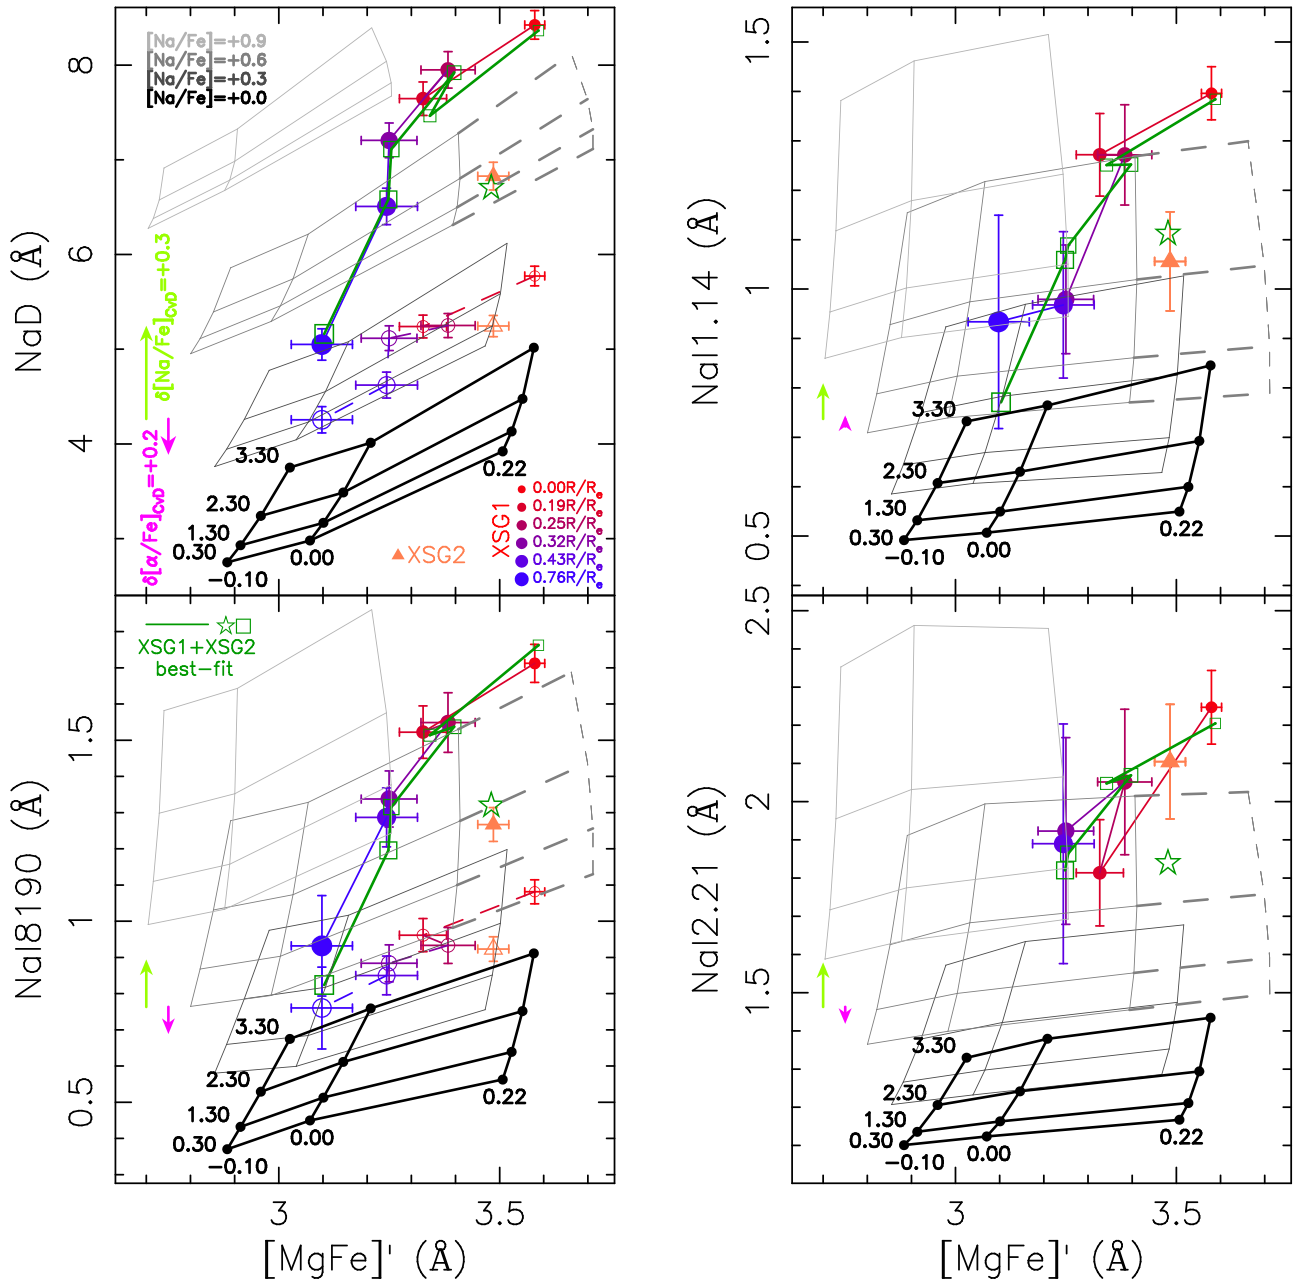 [Na/Fe]=+0.9
[Na/Fe]=+0.6
[Na/Fe]=+0.3
[Na/Fe]=+0.0
8
6
4
NaD (Å)
δ[Na/Fe]CvD=+0.3
δ[α/Fe]CvD=+0.2
3.30
2.30
1.30
0.30
−0.10
0.00
0.22
XSG2
XSG1
0.00R/Re
0.19R/Re
0.25R/Re
0.32R/Re
0.43R/Re
0.76R/Re
1.5
1
0.5
NaI1.14 (Å)
3.30
2.30
1.30
0.30
−0.10
0.00
0.22
XSG1+XSG2
best−fit
1.5
1
0.5
NaI8190 (Å)
3.30
2.30
1.30
0.30
−0.10
0.00
0.22
3
3.5
[MgFe]' (Å)
2.5
2
1.5
NaI2.21 (Å)
3.30
2.30
1.30
0.30
−0.10
0.00
0.22
3
3.5
[MgFe]' (Å)